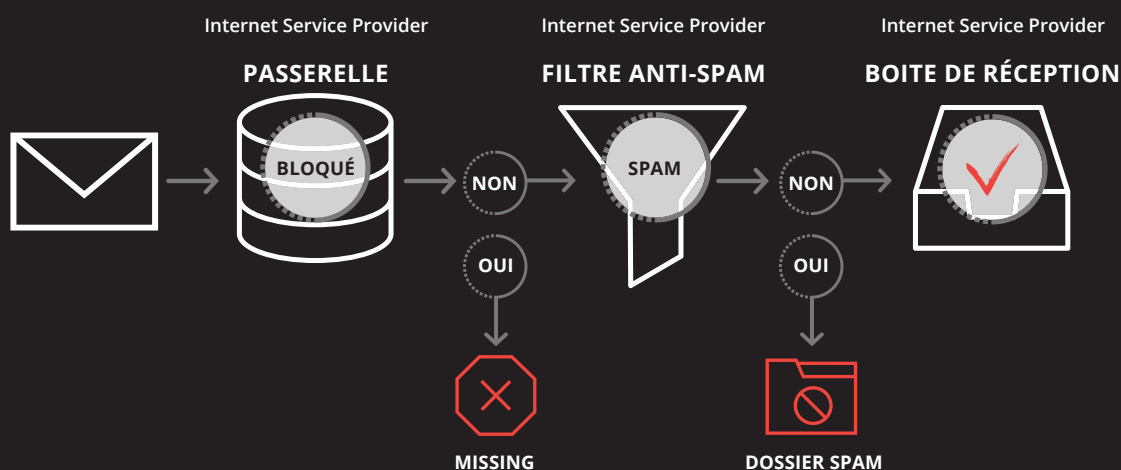 Internet Service Provider
PASSERELLE
BLOQUÉ
NON
OUI
MISSING
Internet Service Provider
FILTRE ANTI-SPAM
SPAM
NON
OUI
DOSSIER SPAM
Internet Service Provider
BOITE DE RÉCEPTION